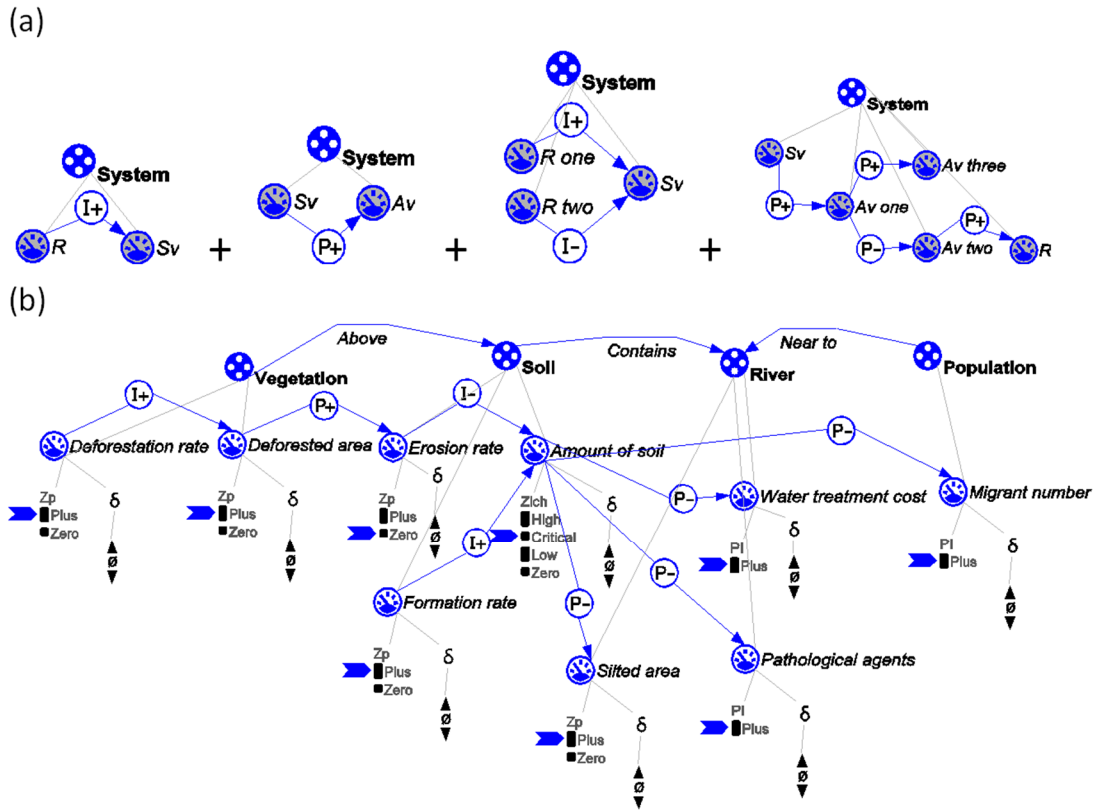 (a)
System
I+
R
Sv
+
System
Sv
Av
P+
+
System
I+
R one
R two
Sv
I-
+
System
Sv
P+
Av three
P+
Av one
P+
P-
Av two
R
(b)
Above
Contains
Near to
Vegetation
Soil
River
Population
I+
P+
I-
P-
Deforestation rate
Deforested area
Erosion rate
Amount of soil
Zp
Plus
Zero
δ
ø
Zp
Plus
Zero
δ
ø
Zp
Plus
Zero
δ
ø
Zlch
High
Critical
Low
Zero
δ
ø
P-
Water treatment cost
Migrant number
Pl
Plus
δ
ø
Pl
Plus
δ
ø
I+
P-
P-
Formation rate
Zp
Plus
Zero
δ
ø
Silted area
Pathological agents
Zp
Plus
Zero
δ
ø
Pl
Plus
δ
ø